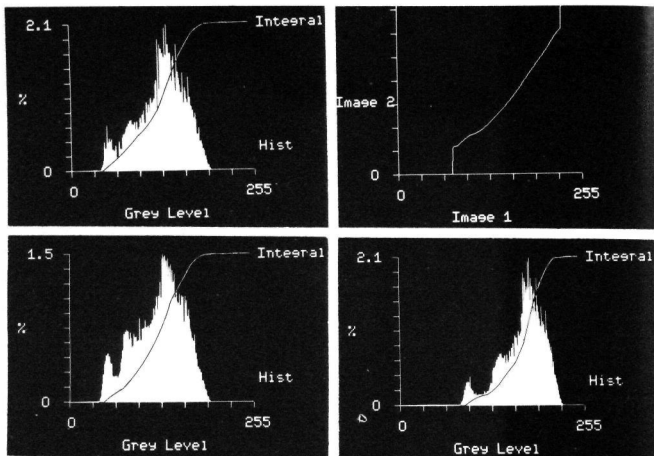 2.1
Integral
%
Hist
0
0
255
Grey Level
Image 2
0
0
255
Image 1
1.5
Integral
%
Hist
0
0
255
Grey Level
2.1
Integral
%
Hist
0
0
255
Grey Level